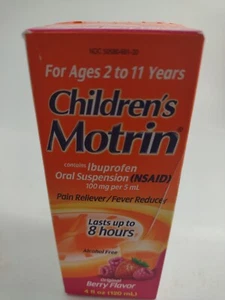 For Ages 2 to 11 Years
Children's
Motrin®
contains Ibuprofen
Oral Suspension (NSAID)
100 mg per 5 mL
Pain Reliever/Fever Reducer
Lasts up to
8 hours
Alcohol Free
Original
Berry Flavor
4 fl oz (120 mL)